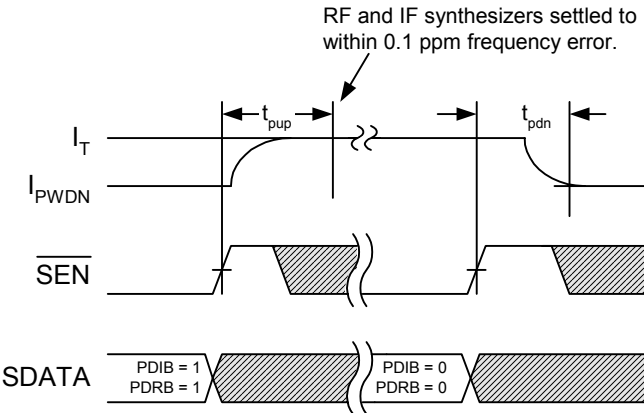 RF and IF synthesizers settled to
within 0.1 ppm frequency error.
t_pup
t_pdn
I_T
I_PWDN
S̅E̅N̅
SDATA
PDIB = 1
PDRB = 1
PDIB = 0
PDRB = 0